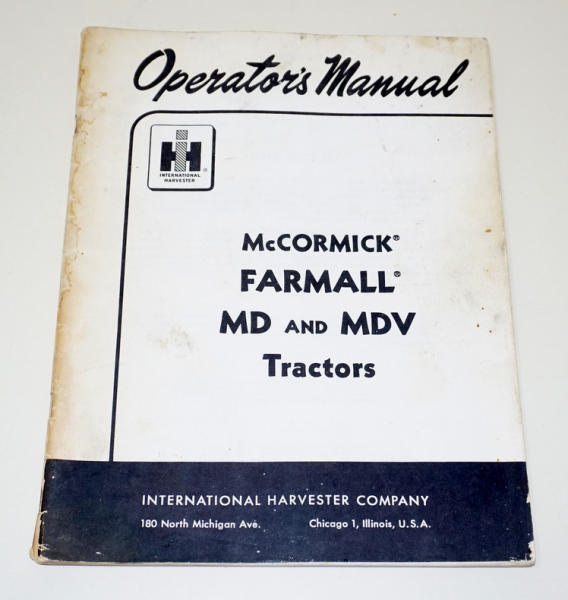 Operator's Manual
IH
®
INTERNATIONAL
HARVESTER
McCORMICK®
FARMALL®
MD AND MDV
Tractors
INTERNATIONAL HARVESTER COMPANY
180 North Michigan Ave. Chicago 1, Illinois, U.S.A.